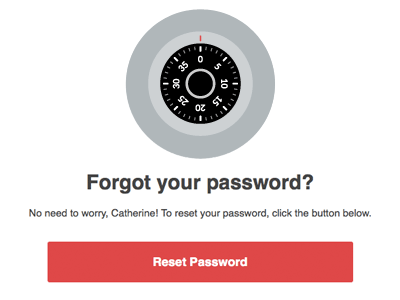 0
5
10
15
20
25
30
35
Forgot your password?
No need to worry, Catherine! To reset your password, click the button below.
Reset Password